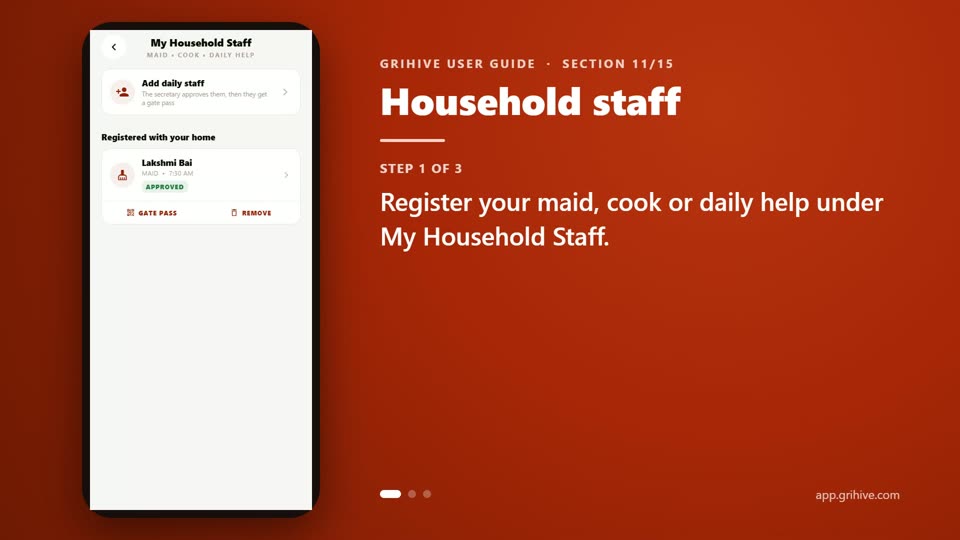 My Household Staff
MAID • COOK • DAILY HELP
Add daily staff
The secretary approves them, then they get
a gate pass
Registered with your home
Lakshmi Bai
MAID • 7:30 AM
APPROVED
GATE PASS
REMOVE
GRIHIVE USER GUIDE · SECTION 11/15
Household staff
STEP 1 OF 3
Register your maid, cook or daily help under
My Household Staff.
app.grihive.com